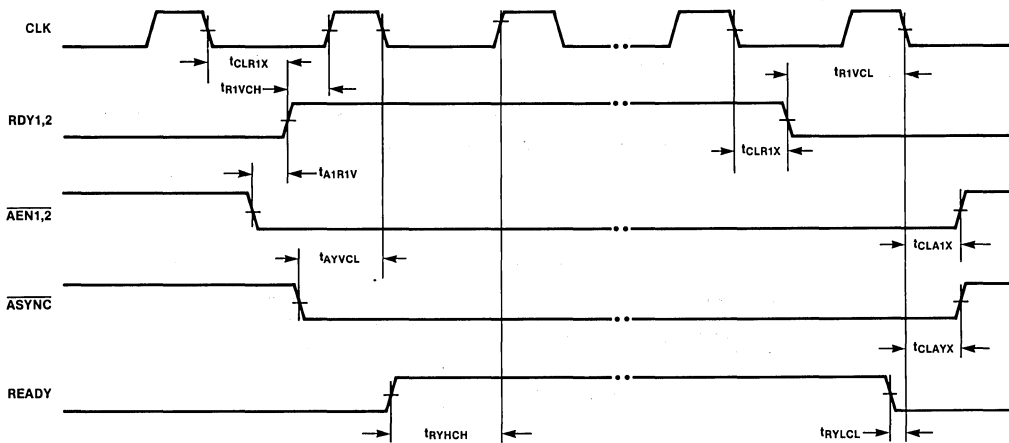 CLK
tCLR1X
tR1VCL
tR1VCH
RDY1,2
tCLR1X
tA1R1V
AEN1,2
tCLA1X
tAYVCL
ASYNC
tCLAYX
READY
tRYHCH
tRYLCL